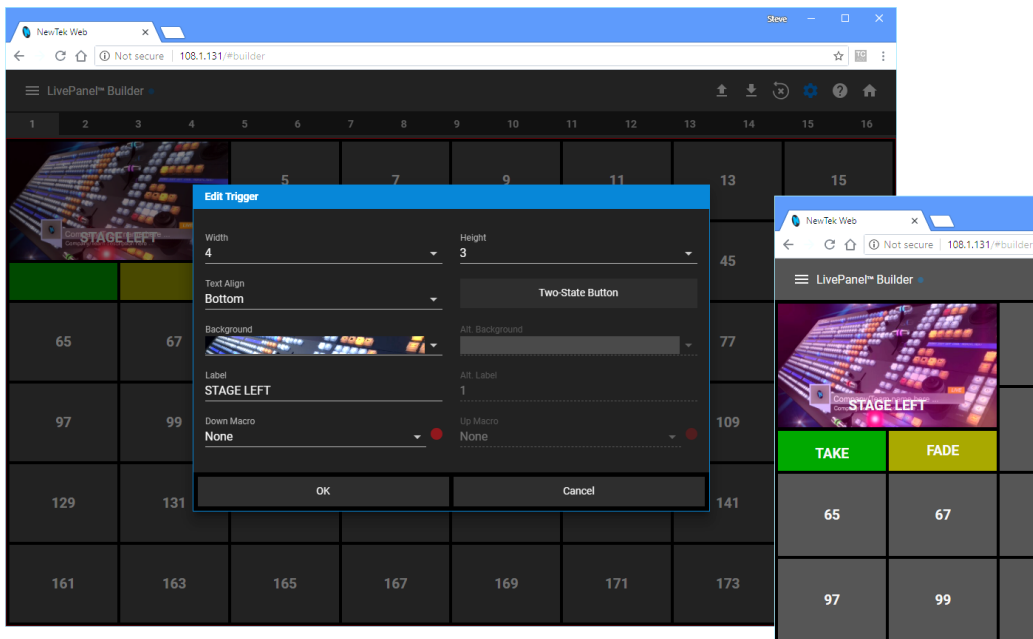 Steve
NewTek Web
Not secure 108.1.131/#builder
TC
LivePanel™ Builder
1 2 3 4 5 6 7 8 9 10 11 12 13 14 15 16
5 7 9 11 13 15
STAGE LEFT
Edit Trigger
Width
4
Height
3
Text Align
Bottom
Two-State Button
Background
Alt. Background
Label
STAGE LEFT
Alt. Label
1
Down Macro
None
Up Macro
None
OK
Cancel
45
65 67 77
97 99 109
129 131 141
161 163 165 167 169 171 173
NewTek Web
Not secure 108.1.131/#builder
LivePanel™ Builder
Company/Team name here
STAGE LEFT
TAKE FADE
65 67
97 99